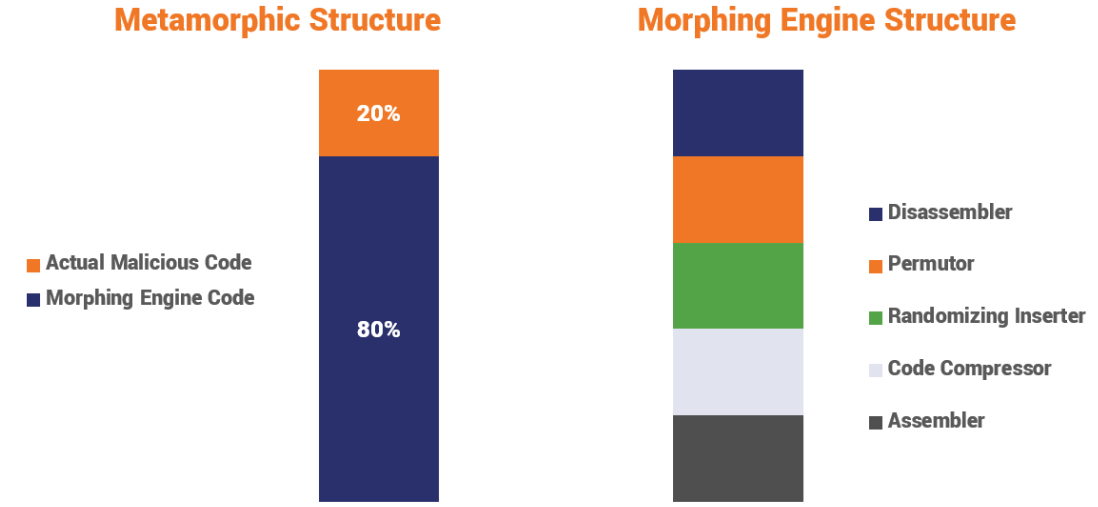 Metamorphic Structure
20%
80%
Actual Malicious Code
Morphing Engine Code
Morphing Engine Structure
Disassembler
Permutor
Randomizing Inserter
Code Compressor
Assembler